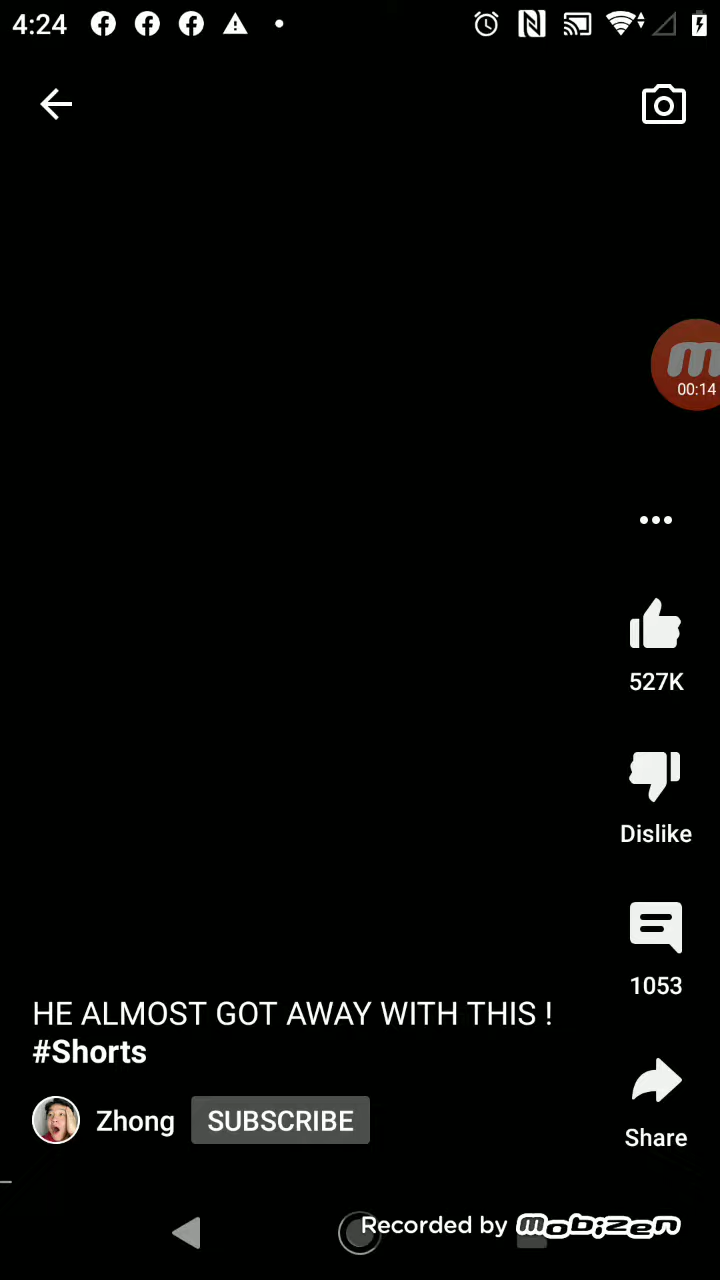 4:24
00:14
527K
Dislike
1053
HE ALMOST GOT AWAY WITH THIS !
#Shorts
Zhong SUBSCRIBE
Share
Recorded by mobizen